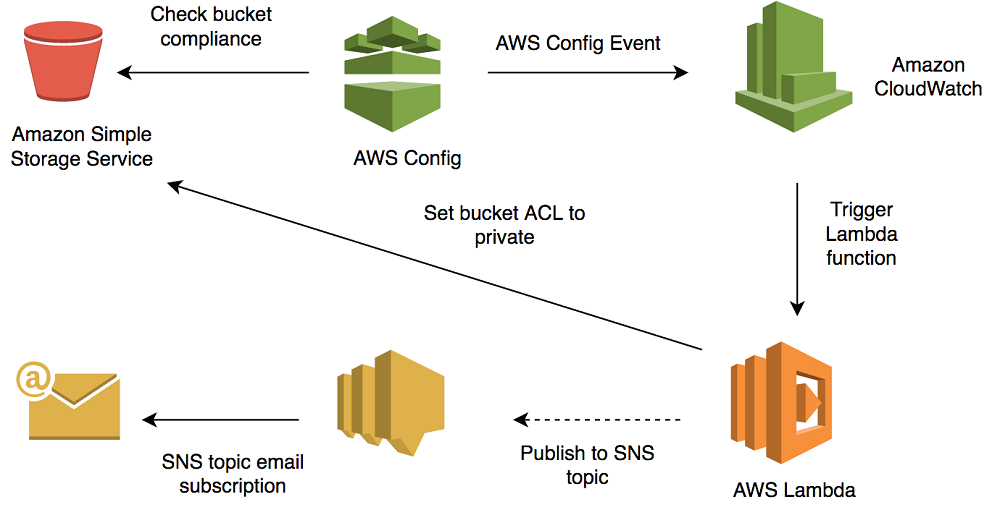 Check bucket
compliance
AWS Config Event
Amazon
CloudWatch
Amazon Simple
Storage Service
AWS Config
Set bucket ACL to
private
Trigger
Lambda
function
@
SNS topic email
subscription
Publish to SNS
topic
AWS Lambda